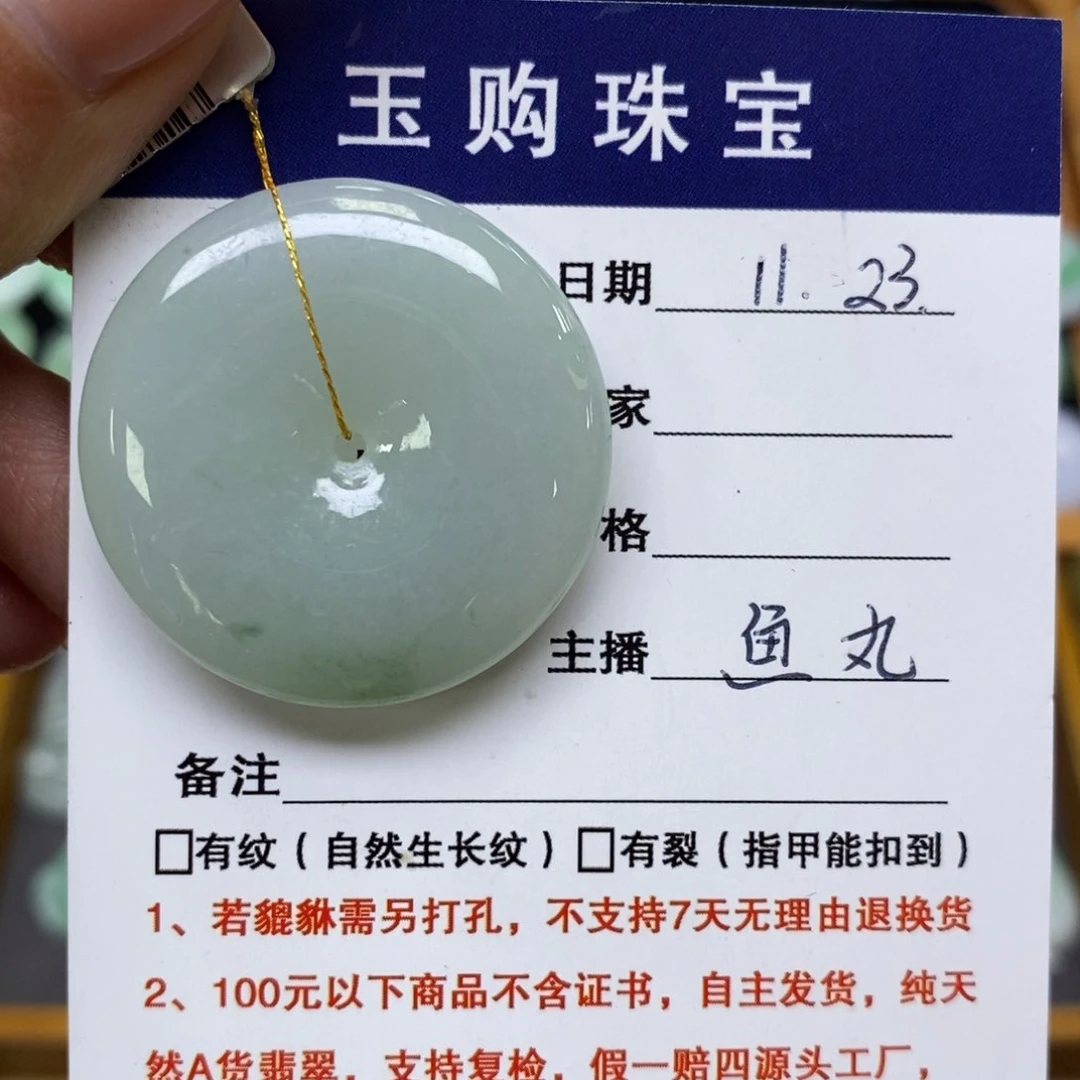 玉购珠宝
日期 11.23.
家
格
主播 鱼丸
备注
有纹(自然生长纹) 有裂(指甲能扣到)
1、若貔貅需另打孔,不支持7天无理由退换货
2、100元以下商品不含证书,自主发货,纯天
然A货翡翠,支持复检,假一赔四源头工厂,